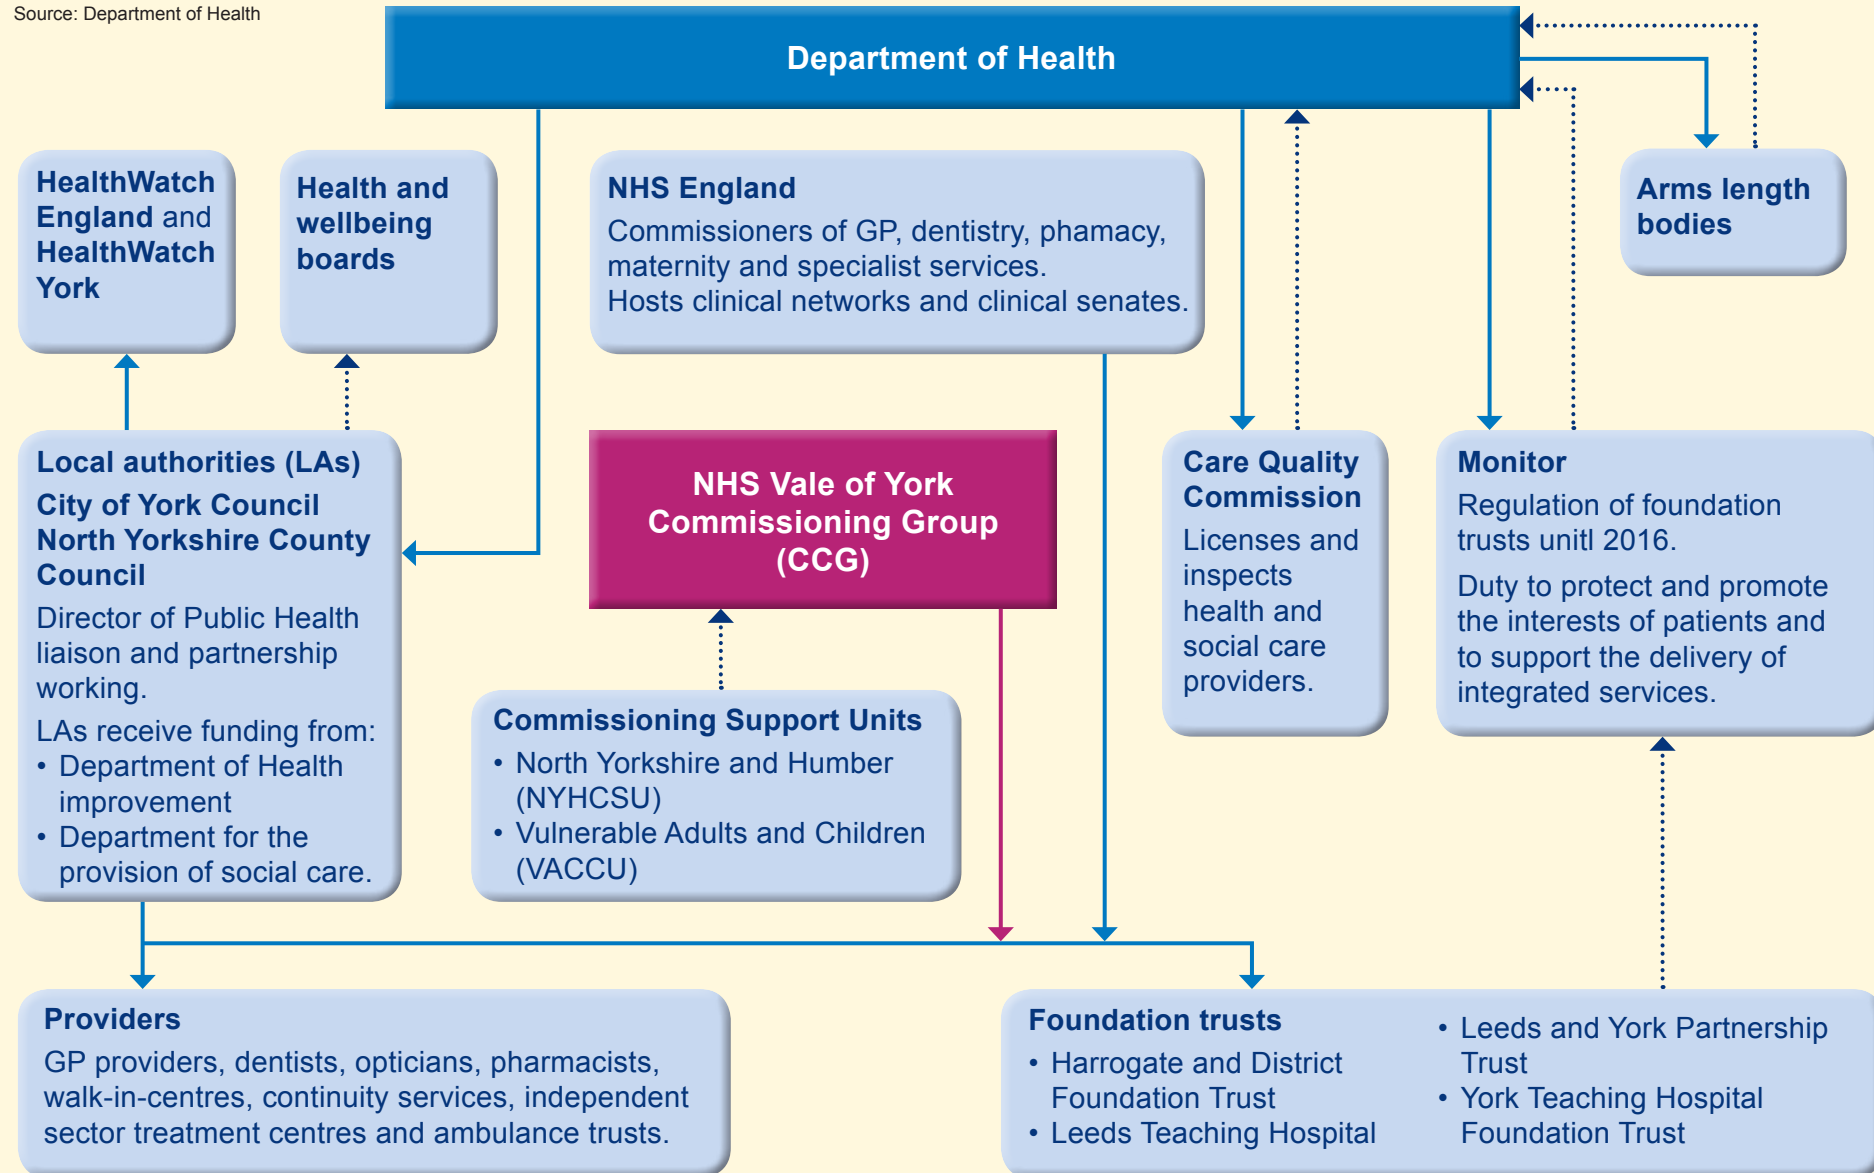 Source: Department of Health
Department of Health
HealthWatch
England and
HealthWatch
York
Health and
wellbeing
boards
NHS England
Commissioners of GP, dentistry, phamacy,
maternity and specialist services.
Hosts clinical networks and clinical senates.
Arms length
bodies
Local authorities (LAs)
City of York Council
North Yorkshire County
Council
Director of Public Health
liaison and partnership
working.
LAs receive funding from:
• Department of Health
improvement
• Department for the
provision of social care.
NHS Vale of York
Commissioning Group
(CCG)
Care Quality
Commission
Licenses and
inspects
health and
social care
providers.
Monitor
Regulation of foundation
trusts unitl 2016.
Duty to protect and promote
the interests of patients and
to support the delivery of
integrated services.
Commissioning Support Units
• North Yorkshire and Humber
(NYHCSU)
• Vulnerable Adults and Children
(VACCU)
Providers
GP providers, dentists, opticians, pharmacists,
walk-in-centres, continuity services, independent
sector treatment centres and ambulance trusts.
Foundation trusts
• Harrogate and District
Foundation Trust
• Leeds Teaching Hospital
• Leeds and York Partnership
Trust
• York Teaching Hospital
Foundation Trust